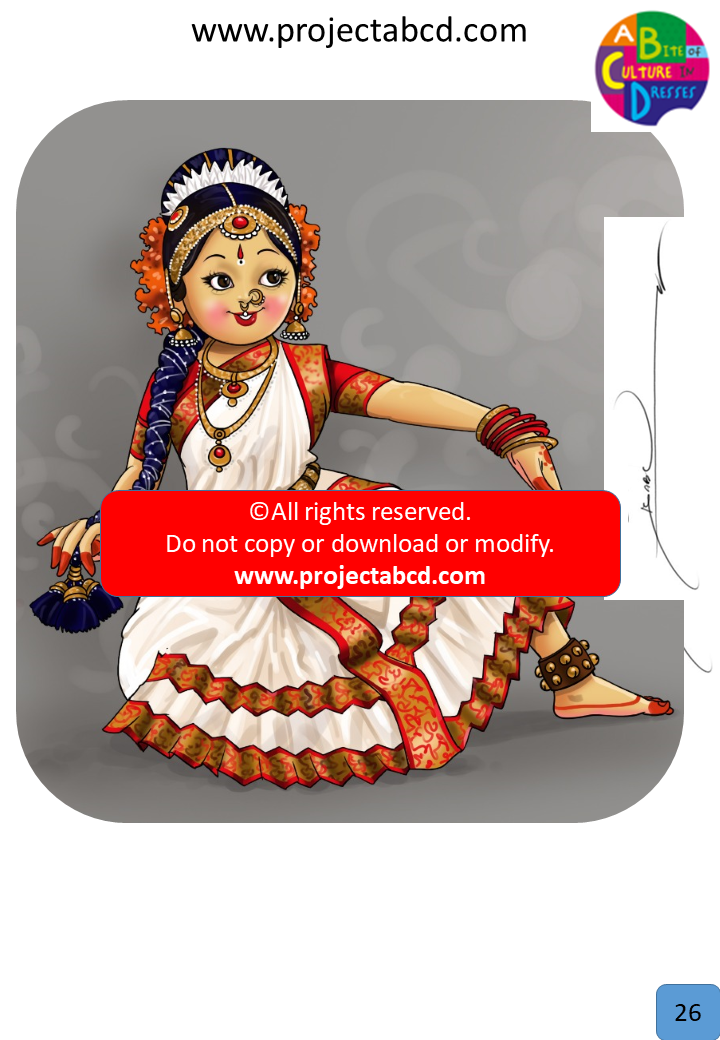 www.projectabcd.com
A BITE OF
CULTURE IN
DRESSES
©All rights reserved.
Do not copy or download or modify.
www.projectabcd.com
26